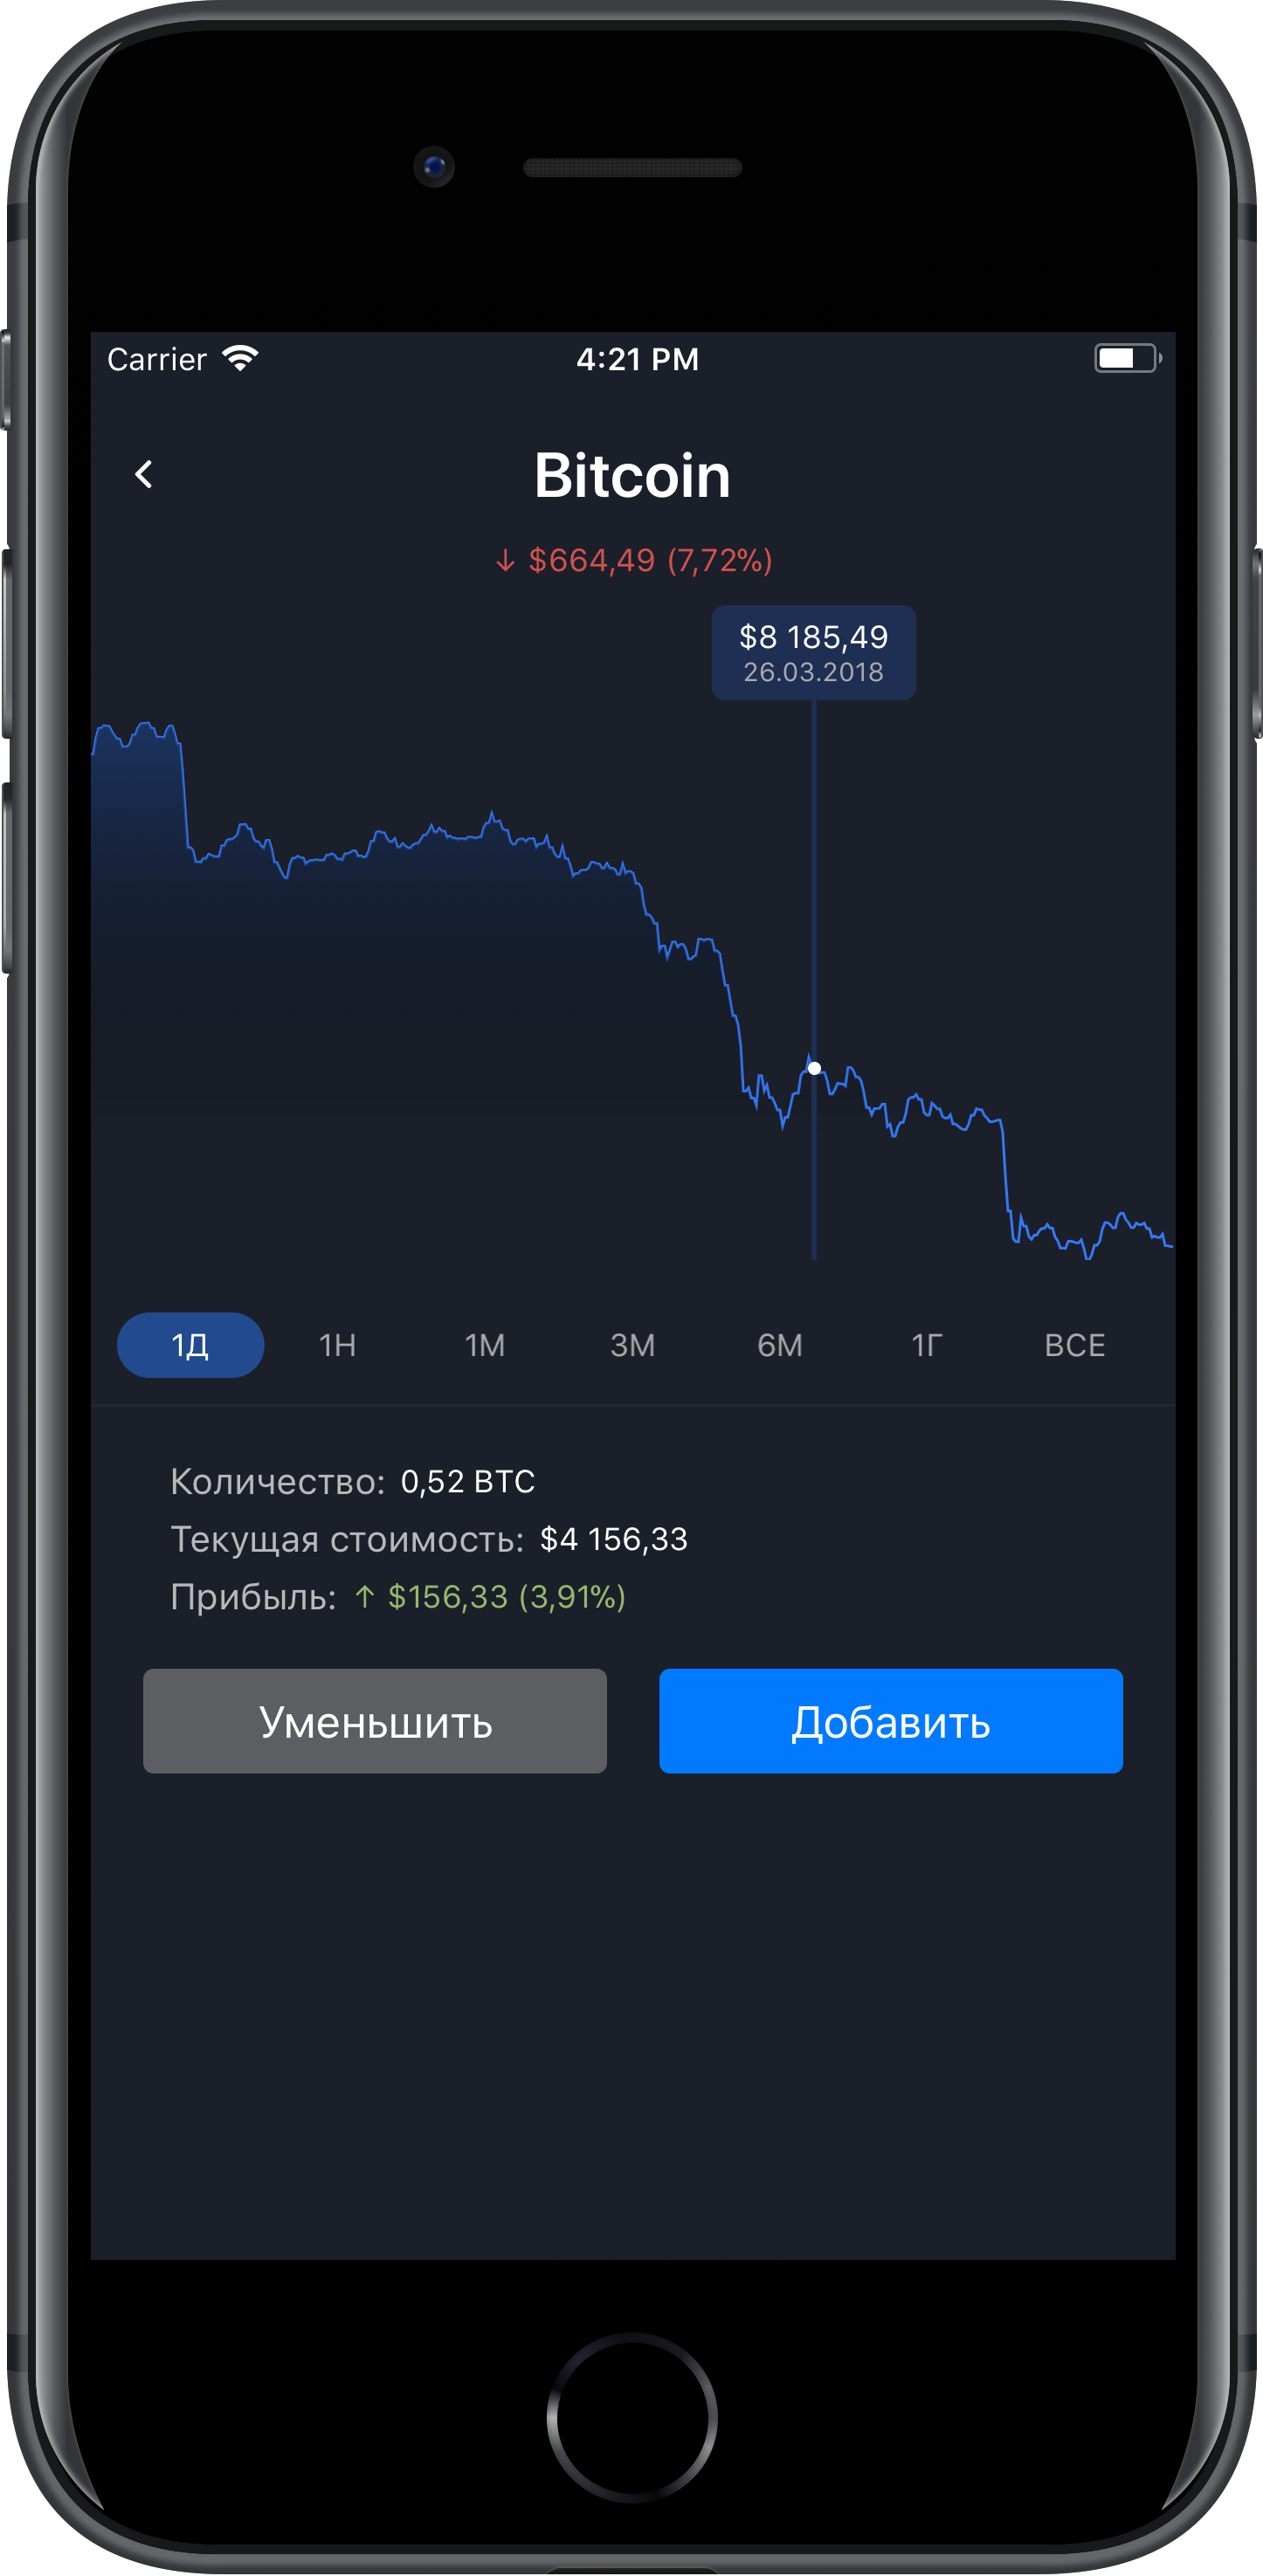 Carrier 4:21 PM
Bitcoin
↓ $664,49 (7,72%)
$8 185,49
26.03.2018
1Д 1Н 1М 3М 6М 1Г ВСЕ
Количество: 0,52 BTC
Текущая стоимость: $4 156,33
Прибыль: ↑ $156,33 (3,91%)
Уменьшить Добавить